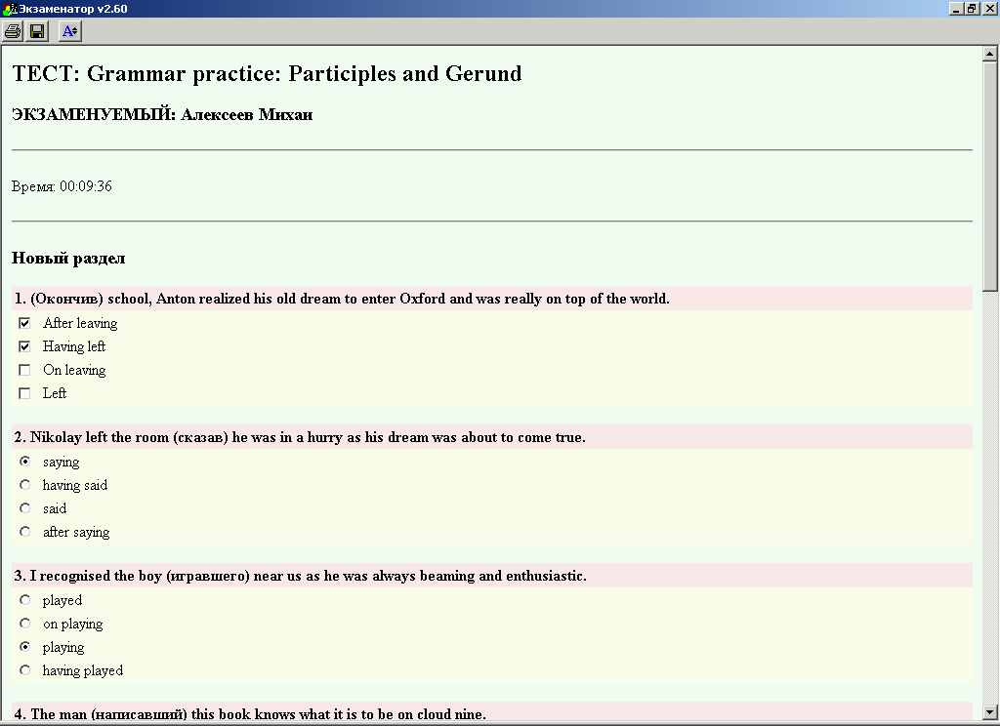 Экзаменатор v2.60
A
ТЕСТ: Grammar practice: Participles and Gerund
ЭКЗАМЕНУЕМЫЙ: Алексеев Михаи
Время: 00:09:36
Новый раздел
1. (Окончив) school, Anton realized his old dream to enter Oxford and was really on top of the world.
After leaving
Having left
On leaving
Left
2. Nikolay left the room (сказав) he was in a hurry as his dream was about to come true.
saying
having said
said
after saying
3. I recognised the boy (игравшего) near us as he was always beaming and enthusiastic.
played
on playing
playing
having played
4. The man (написавший) this book knows what it is to be on cloud nine.